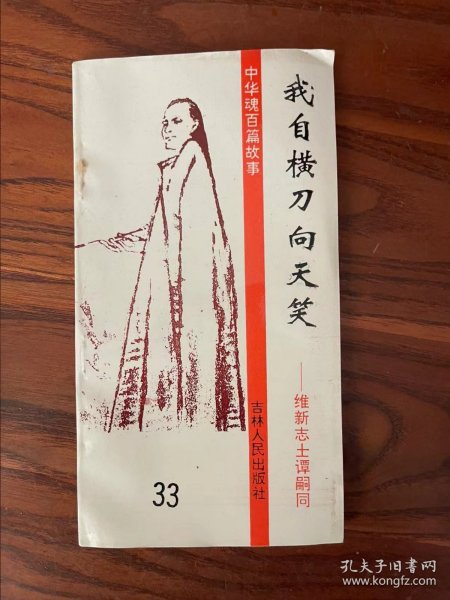 我自横刀向天笑
——维新志士谭嗣同
中华魂百篇故事
吉林人民出版社
33
孔夫子旧书网
www.kongfz.com